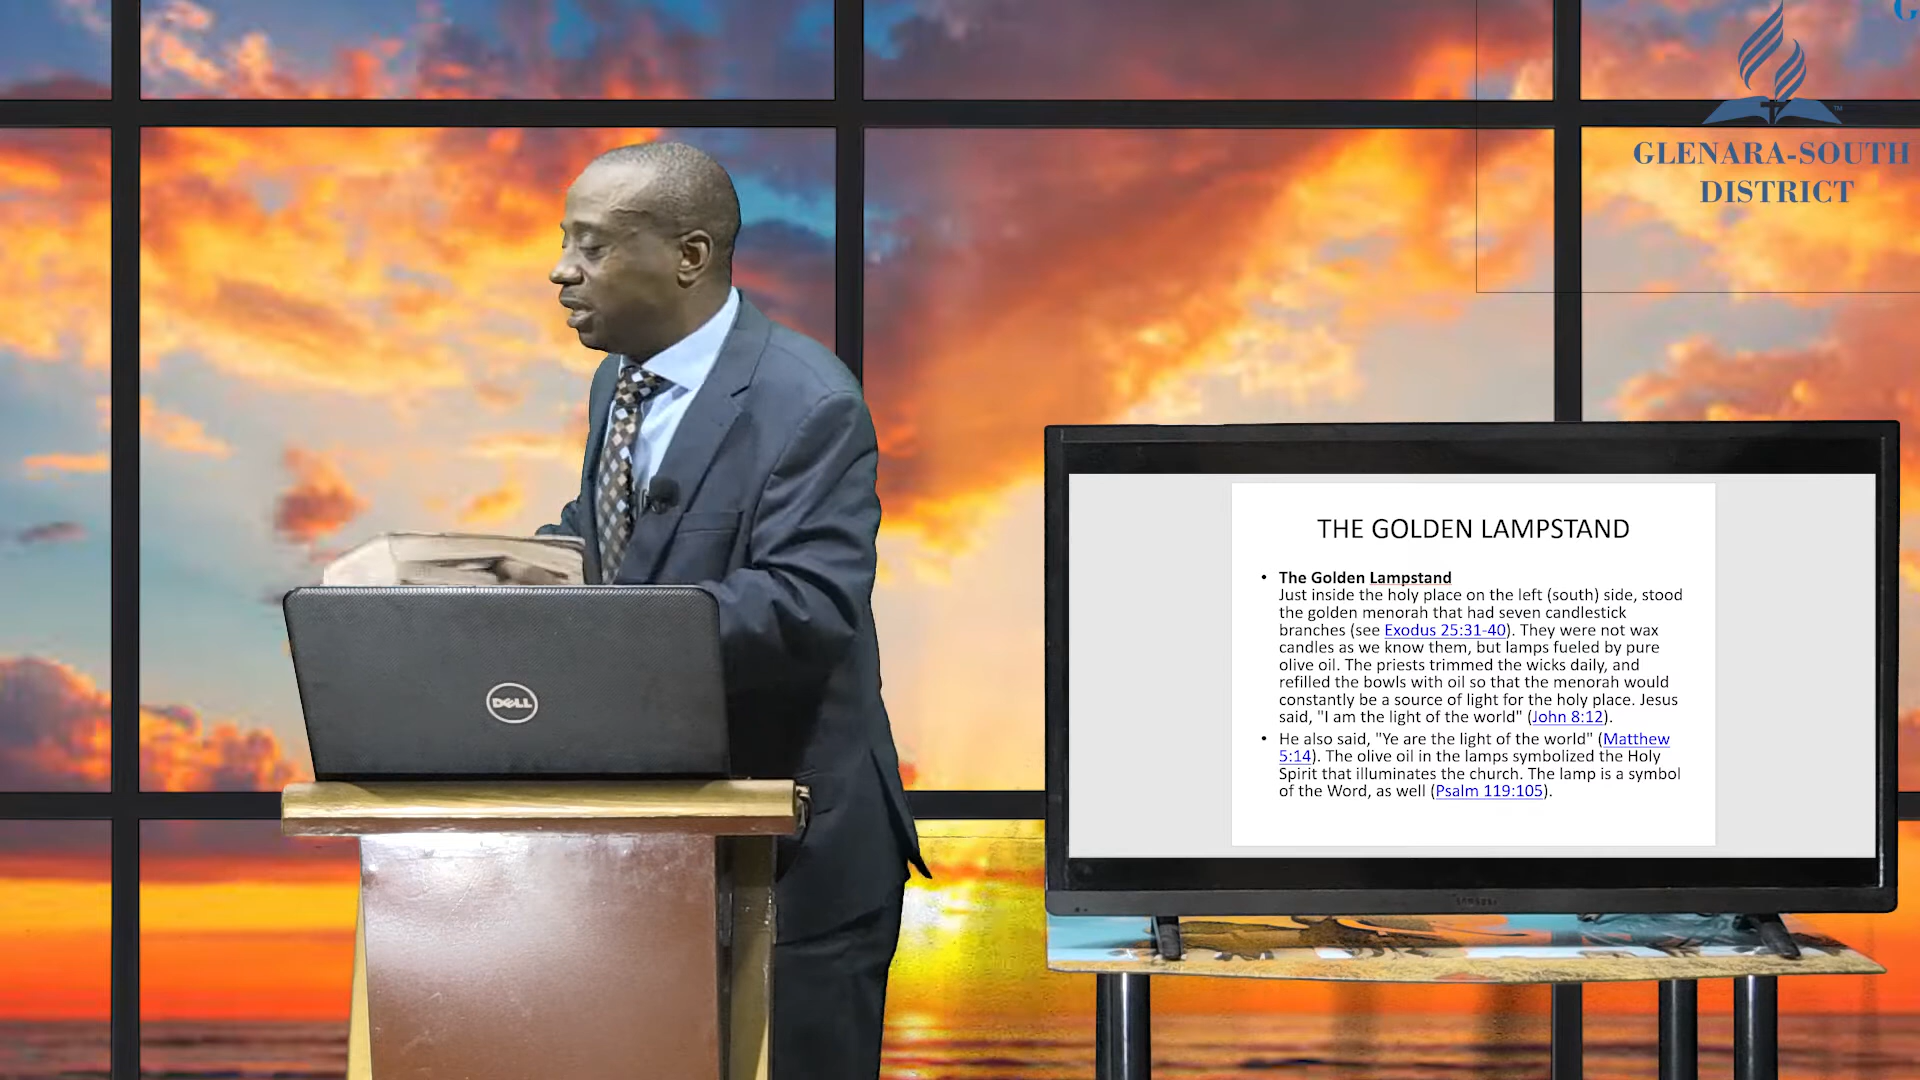 G
GLENARA-SOUTH
DISTRICT
TM
THE GOLDEN LAMPSTAND
• The Golden Lampstand
Just inside the holy place on the left (south) side, stood
the golden menorah that had seven candlestick
branches (see Exodus 25:31-40). They were not wax
candles as we know them, but lamps fueled by pure
olive oil. The priests trimmed the wicks daily, and
refilled the bowls with oil so that the menorah would
constantly be a source of light for the holy place. Jesus
said, "I am the light of the world" (John 8:12).
• He also said, "Ye are the light of the world" (Matthew
5:14). The olive oil in the lamps symbolized the Holy
Spirit that illuminates the church. The lamp is a symbol
of the Word, as well (Psalm 119:105).
DELL
SAMSUNG